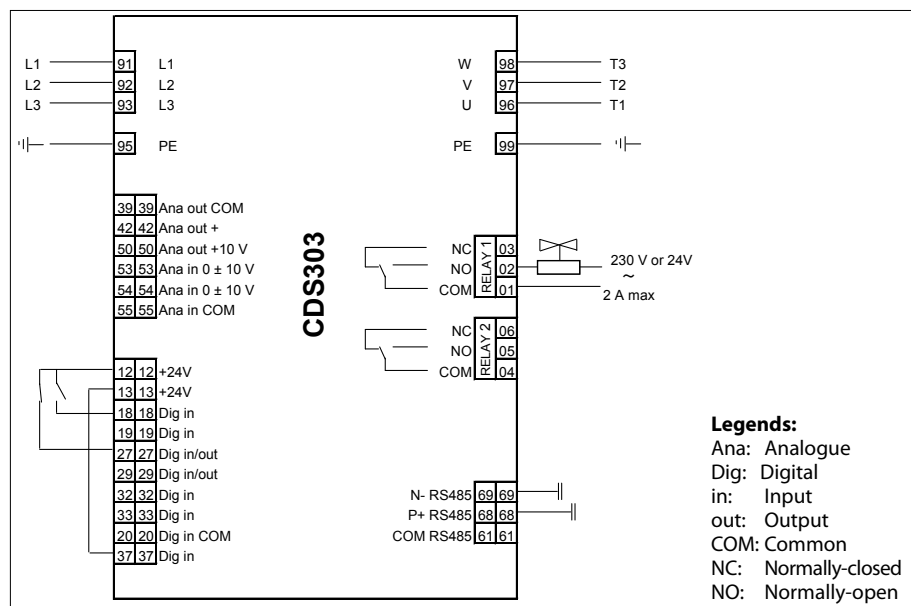 L1 91 L1 W 98 T3
L2 92 L2 V 97 T2
L3 93 L3 U 96 T1
95 PE PE 99
39 39 Ana out COM
42 42 Ana out +
50 50 Ana out +10 V
53 53 Ana in 0 ± 10 V
54 54 Ana in 0 ± 10 V
55 55 Ana in COM
CDS303
NC 03
NO 02
COM 01
RELAY 1
230 V or 24V
~
2 A max
NC 06
NO 05
COM 04
RELAY 2
12 12 +24V
13 13 +24V
18 18 Dig in
19 19 Dig in
27 27 Dig in/out
29 29 Dig in/out
32 32 Dig in
33 33 Dig in
20 20 Dig in COM
37 37 Dig in
N- RS485 69 69
P+ RS485 68 68
COM RS485 61 61
Legends:
Ana: Analogue
Dig: Digital
in: Input
out: Output
COM: Common
NC: Normally-closed
NO: Normally-open